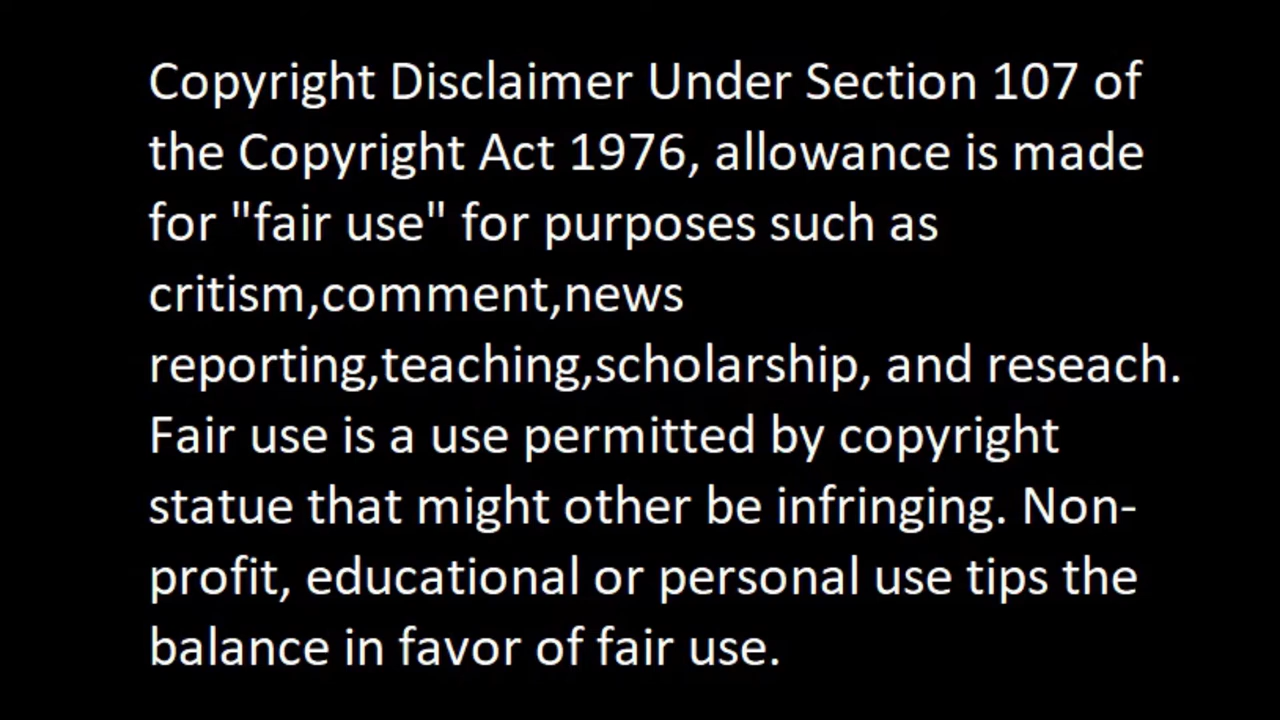 Copyright Disclaimer Under Section 107 of
the Copyright Act 1976, allowance is made
for "fair use" for purposes such as
critism,comment,news
reporting,teaching,scholarship, and reseach.
Fair use is a use permitted by copyright
statue that might other be infringing. Non-
profit, educational or personal use tips the
balance in favor of fair use.